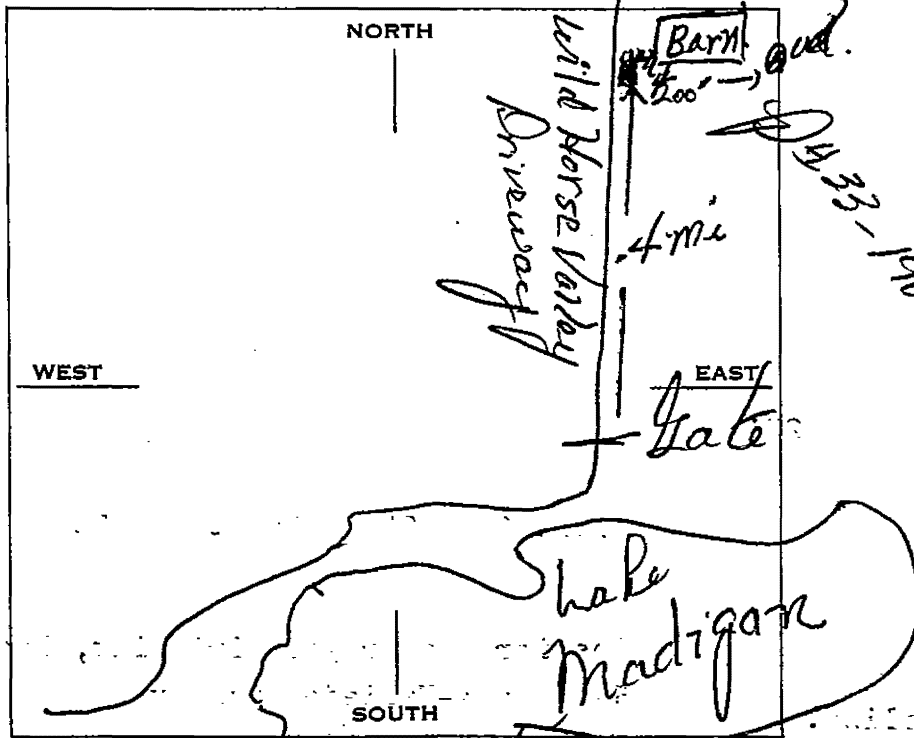 NORTH
Barn
200' →
Wild Horse Valley
Driveway
.4 mi
WEST
EAST
Gate
Lake
Madigan
SOUTH